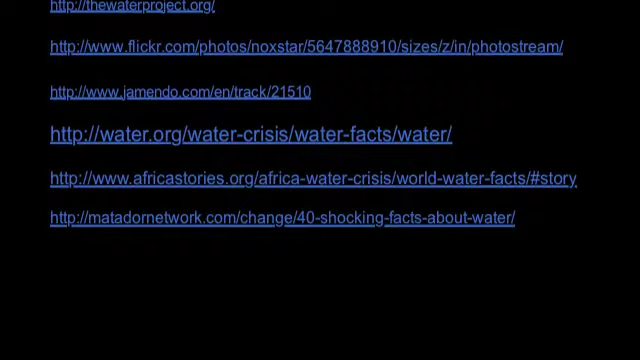 http://thewaterproject.org/
http://www.flickr.com/photos/noxstar/5647888910/sizes/z/in/photostream/
http://www.jamendo.com/en/track/21510
http://water.org/water-crisis/water-facts/water/
http://www.africastories.org/africa-water-crisis/world-water-facts/#story
http://matadornetwork.com/change/40-shocking-facts-about-water/